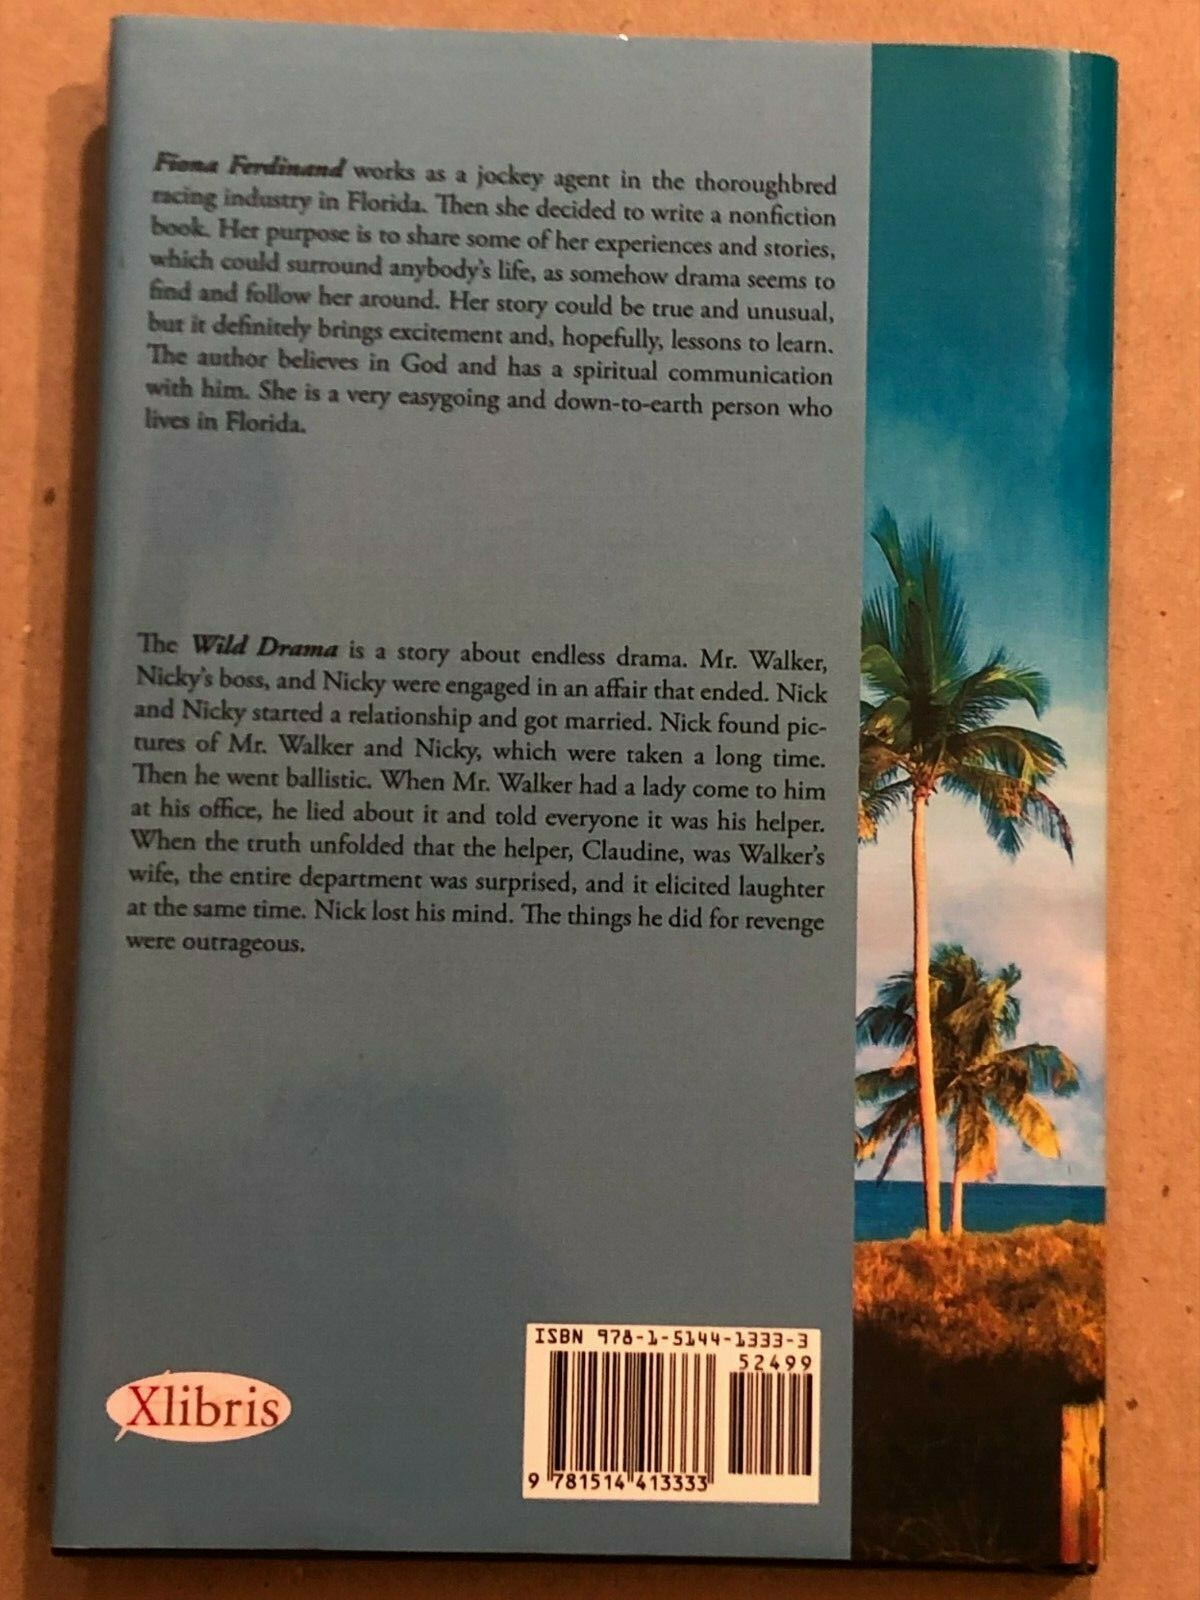 Fiona Ferdinand works as a jockey agent in the thoroughbred
racing industry in Florida. Then she decided to write a nonfiction
book. Her purpose is to share some of her experiences and stories,
which could surround anybody's life, as somehow drama seems to
find and follow her around. Her story could be true and unusual,
but it definitely brings excitement and, hopefully, lessons to learn.
The author believes in God and has a spiritual communication
with him. She is a very easygoing and down-to-earth person who
lives in Florida.
The Wild Drama is a story about endless drama. Mr. Walker,
Nicky's boss, and Nicky were engaged in an affair that ended. Nick
and Nicky started a relationship and got married. Nick found pic-
tures of Mr. Walker and Nicky, which were taken a long time.
Then he went ballistic. When Mr. Walker had a lady come to him
at his office, he lied about it and told everyone it was his helper.
When the truth unfolded that the helper, Claudine, was Walker's
wife, the entire department was surprised, and it elicited laughter
at the same time. Nick lost his mind. The things he did for revenge
were outrageous.
ISBN 978-1-5144-1333-3
52499
9 781514 413333
Xlibris